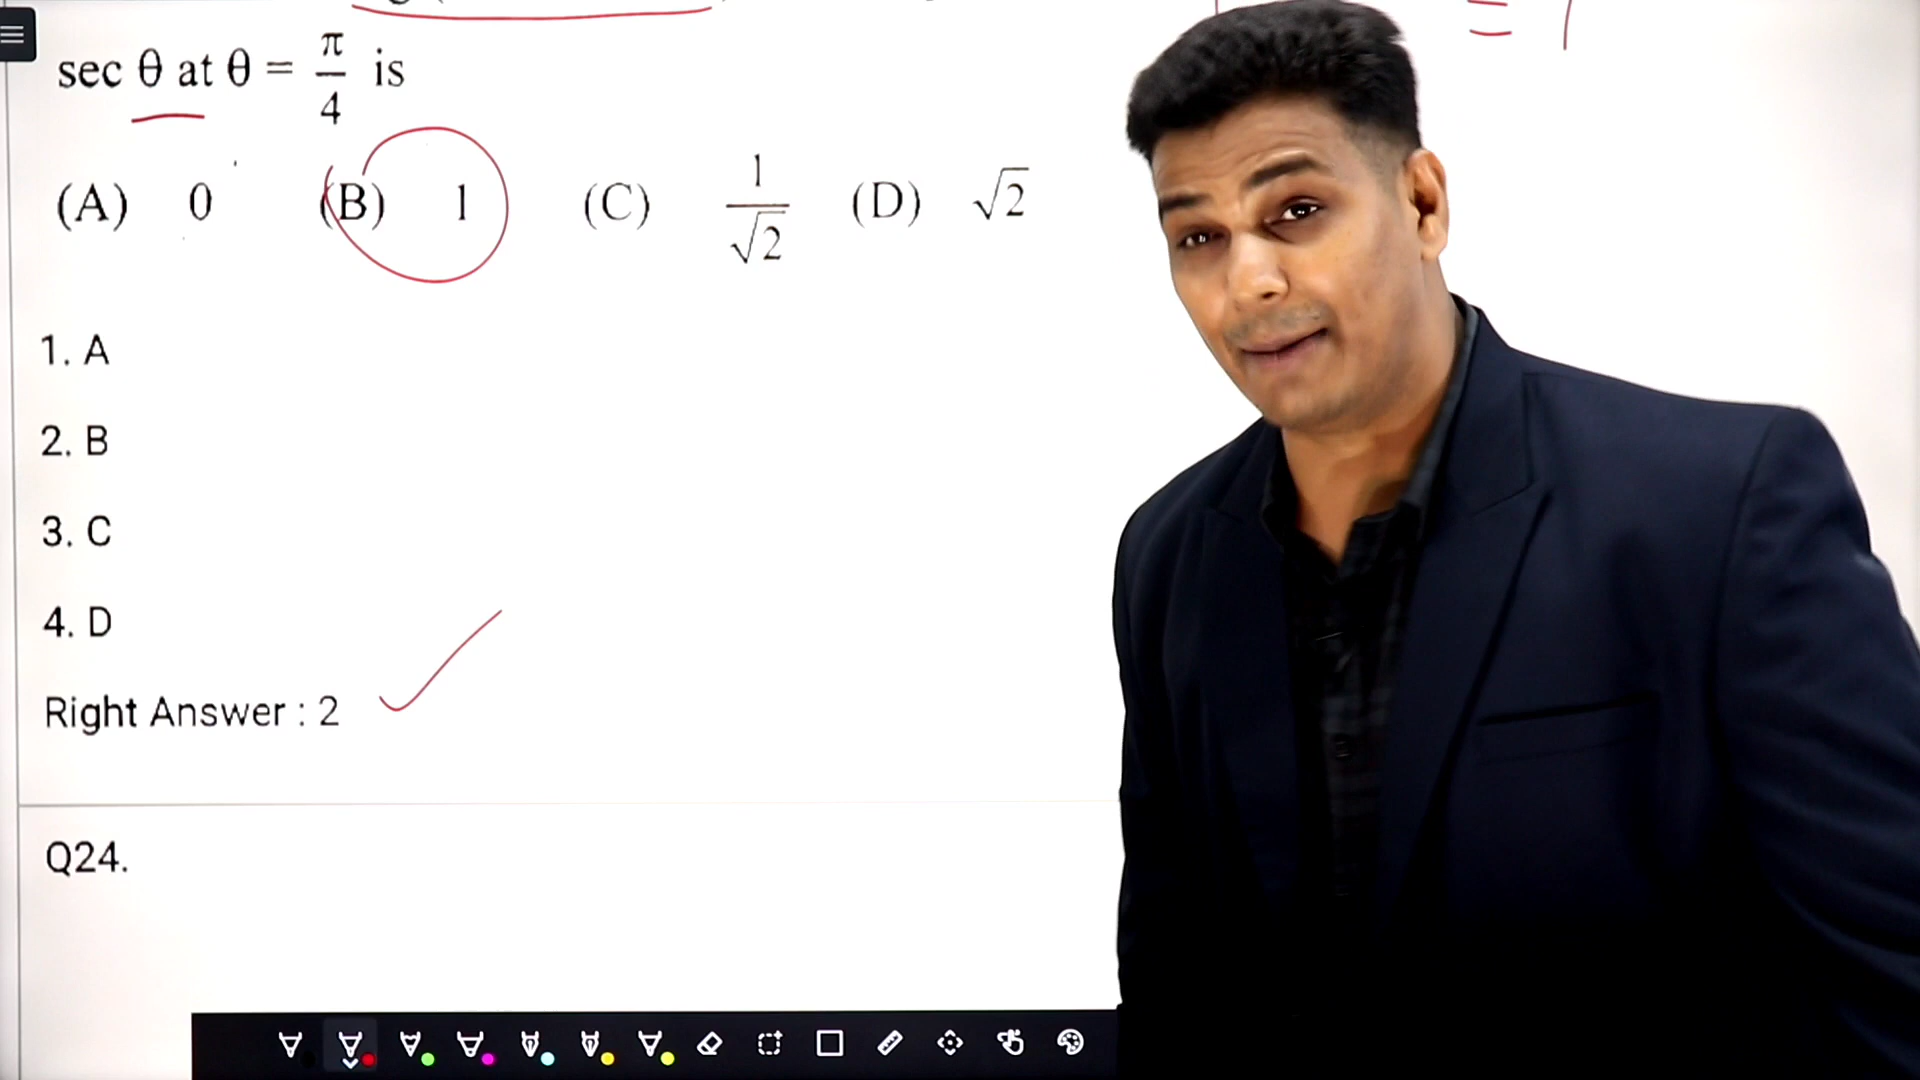 sec θ at θ = π/4 is
(A) 0 (B) 1 (C) 1/√2 (D) √2
1. A
2. B
3. C
4. D
Right Answer : 2
Q24.